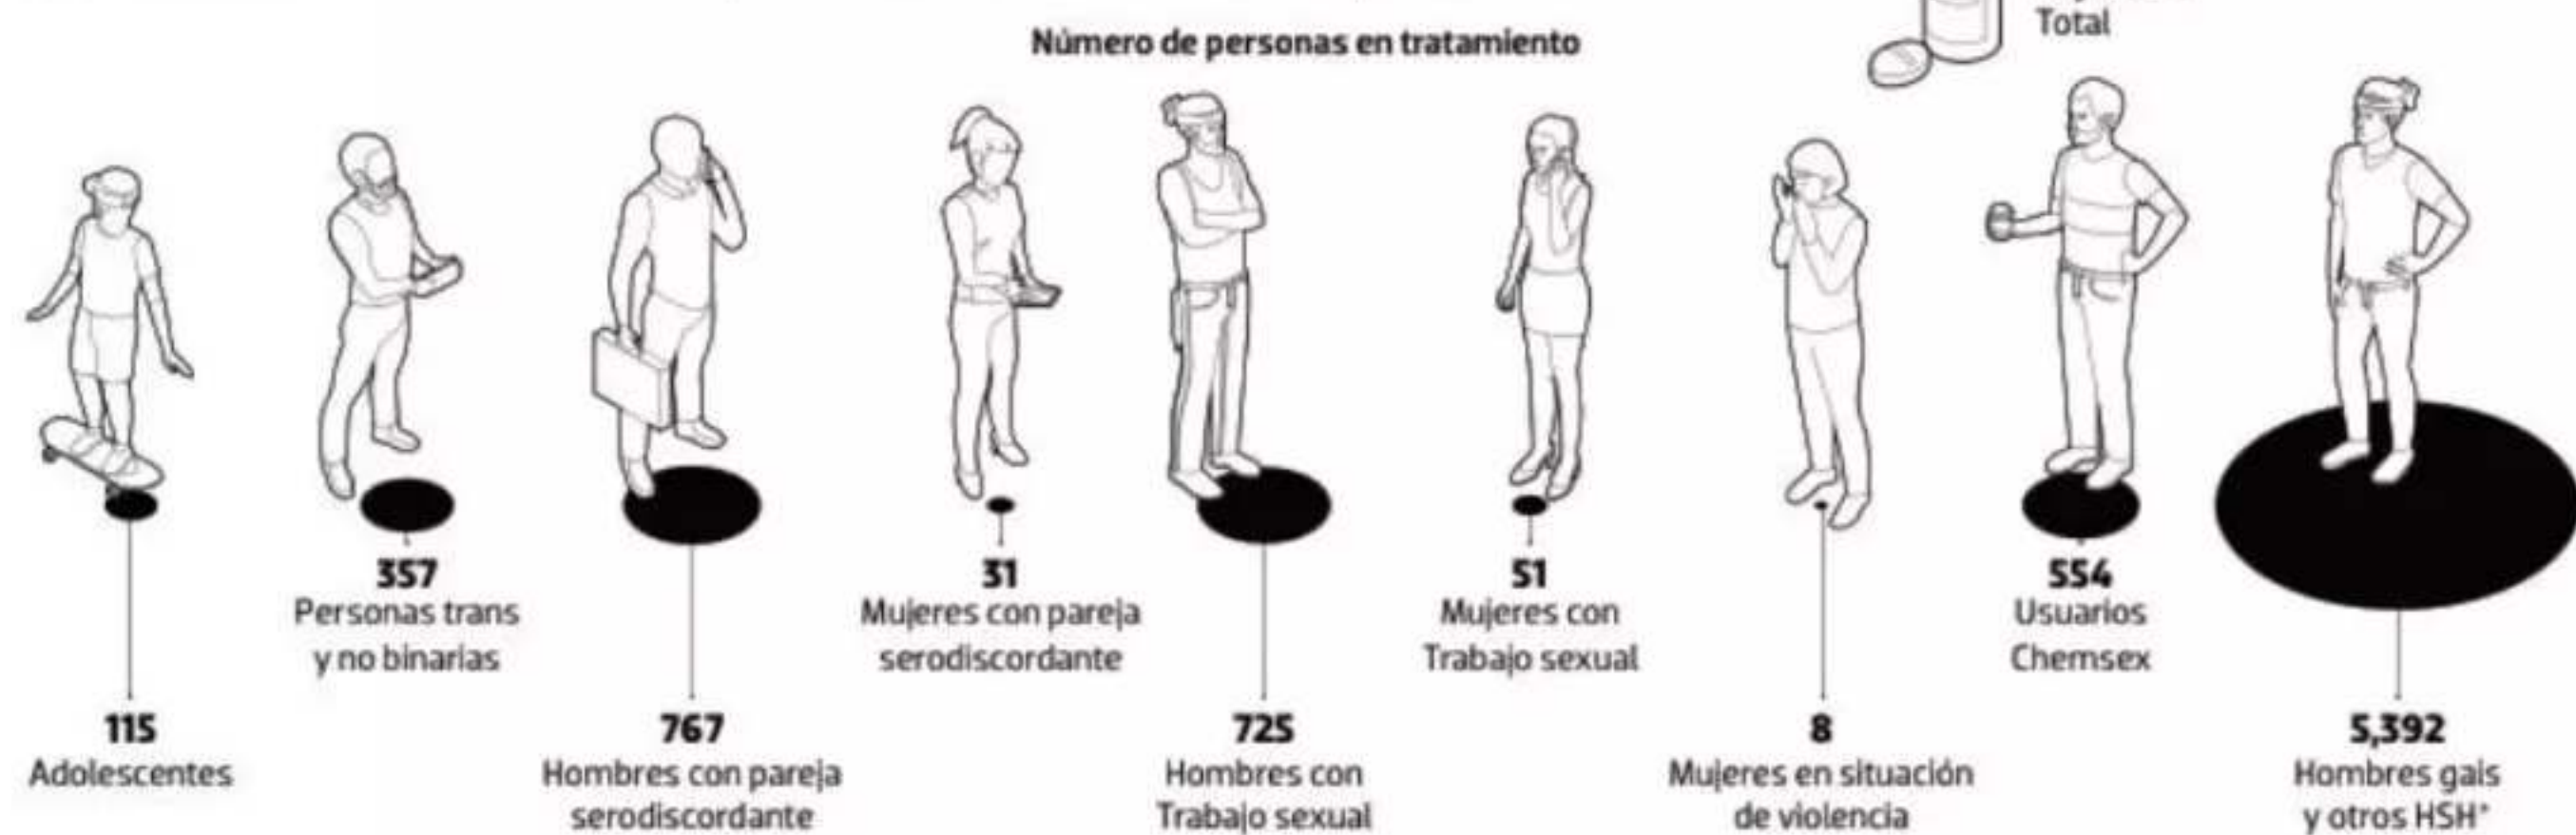 Total
Número de personas en tratamiento
115
Adolescentes
357
Personas trans
y no binarias
767
Hombres con pareja
serodiscordante
31
Mujeres con pareja
serodiscordante
725
Hombres con
Trabajo sexual
51
Mujeres con
Trabajo sexual
8
Mujeres en situación
de violencia
554
Usuarios
Chemsex
5,392
Hombres gais
y otros HSH*